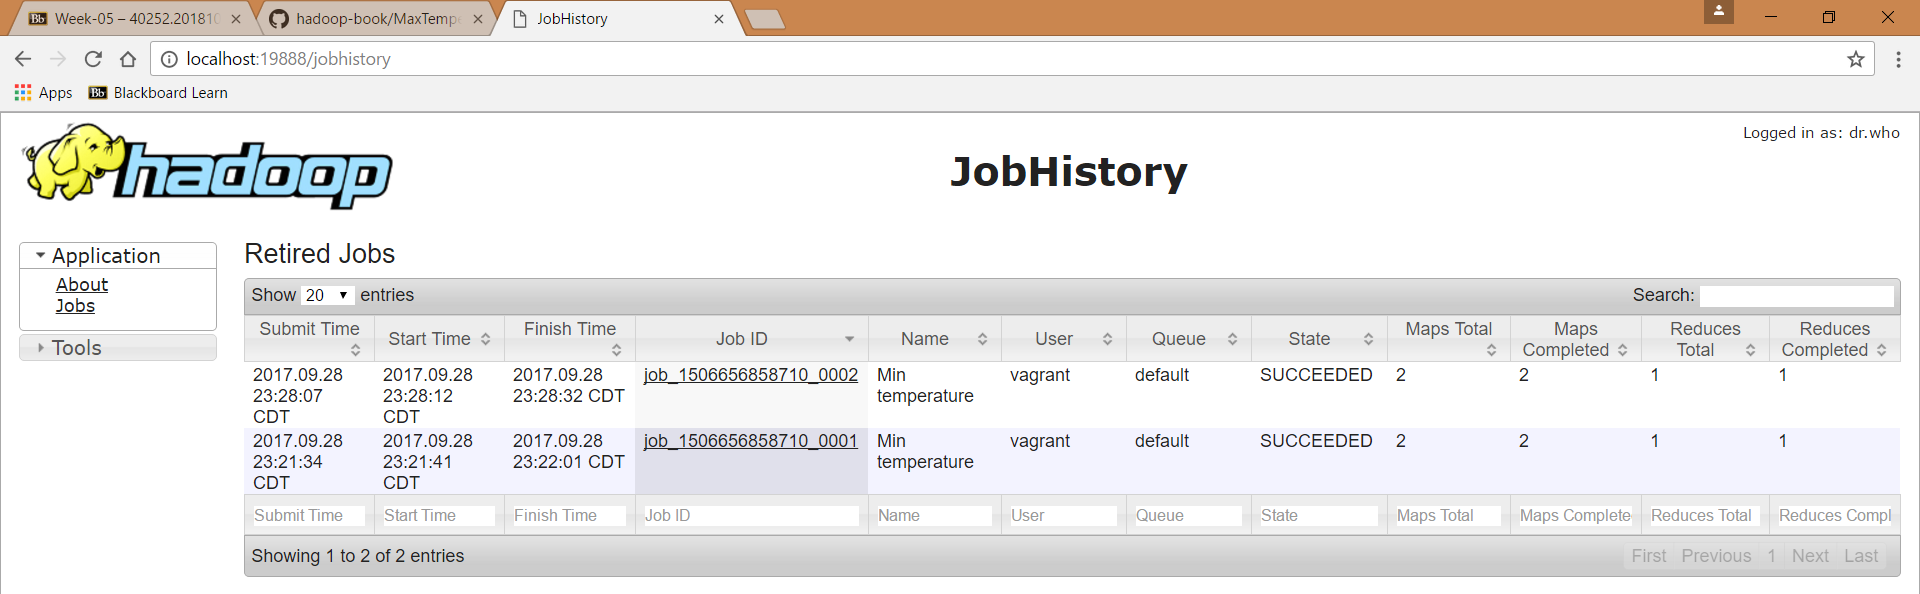 Week-05 – 40252.201810
hadoop-book/MaxTempe
JobHistory
localhost:19888/jobhistory
Apps
Blackboard Learn
hadoop
JobHistory
Logged in as: dr.who
Application
About
Jobs
Tools
Retired Jobs
Show 20 entries
Search:
Submit Time Start Time Finish Time Job ID Name User Queue State Maps Total Maps Completed Reduces Total Reduces Completed
2017.09.28 23:28:07 CDT 2017.09.28 23:28:12 CDT 2017.09.28 23:28:32 CDT job_1506656858710_0002 Min temperature vagrant default SUCCEEDED 2 2 1 1
2017.09.28 23:21:34 CDT 2017.09.28 23:21:41 CDT 2017.09.28 23:22:01 CDT job_1506656858710_0001 Min temperature vagrant default SUCCEEDED 2 2 1 1
Submit Time Start Time Finish Time Job ID Name User Queue State Maps Total Maps Complete Reduces Total Reduces Compl
Showing 1 to 2 of 2 entries
First Previous 1 Next Last